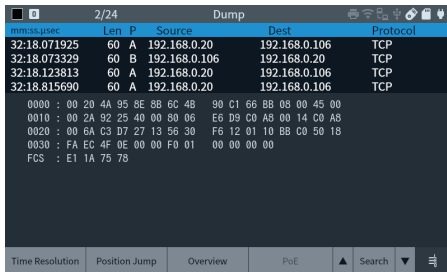 0 2/24 Dump
mm:ss.μsec Len P Source Dest Protocol
32:18.071925 60 A 192.168.0.20 192.168.0.106 TCP
32:18.073329 60 B 192.168.0.106 192.168.0.20 TCP
32:18.123813 60 A 192.168.0.20 192.168.0.106 TCP
32:18.815690 60 A 192.168.0.20 192.168.0.106 TCP
0000 : 00 20 4A 95 8E 8B 6C 4B 90 C1 66 BB 08 00 45 00
0010 : 00 2A 92 25 40 00 80 06 E6 D9 C0 A8 00 14 C0 A8
0020 : 00 6A C3 D7 27 13 56 30 F6 12 01 10 BB C0 50 18
0030 : FA EC 4F 0E 00 00 F0 01 00 00 00 00
FCS : E1 1A 75 78
Time Resolution Position Jump Overview PoE ▲ Search ▼